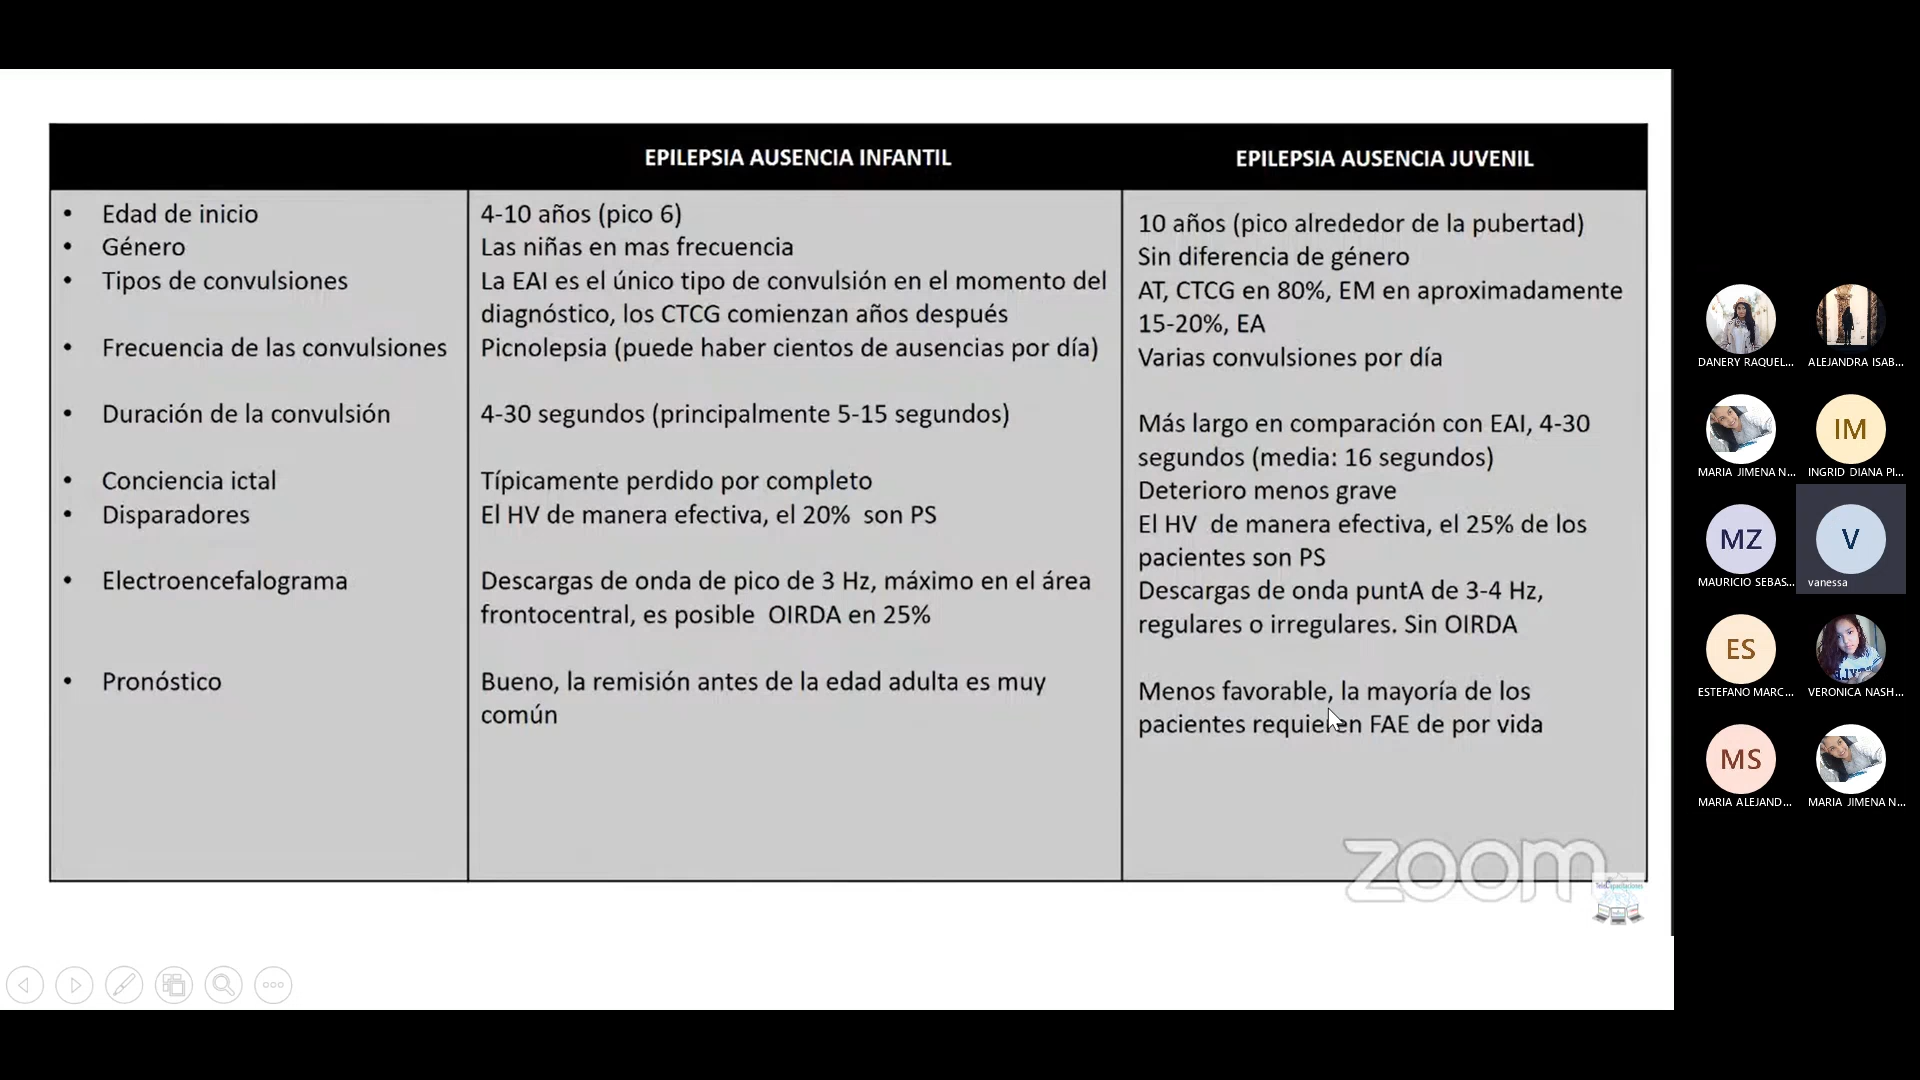 EPILEPSIA AUSENCIA INFANTIL
EPILEPSIA AUSENCIA JUVENIL
• Edad de inicio
• Género
• Tipos de convulsiones
• Frecuencia de las convulsiones
• Duración de la convulsión
• Conciencia ictal
• Disparadores
• Electroencefalograma
• Pronóstico
4-10 años (pico 6)
Las niñas en mas frecuencia
La EAI es el único tipo de convulsión en el momento del
diagnóstico, los CTCG comienzan años después
Picnolepsia (puede haber cientos de ausencias por día)
4-30 segundos (principalmente 5-15 segundos)
Típicamente perdido por completo
El HV de manera efectiva, el 20% son PS
Descargas de onda de pico de 3 Hz, máximo en el área
frontocentral, es posible OIRDA en 25%
Bueno, la remisión antes de la edad adulta es muy
común
10 años (pico alrededor de la pubertad)
Sin diferencia de género
AT, CTCG en 80%, EM en aproximadamente
15-20%, EA
Varias convulsiones por día
Más largo en comparación con EAI, 4-30
segundos (media: 16 segundos)
Deterioro menos grave
El HV de manera efectiva, el 25% de los
pacientes son PS
Descargas de onda puntA de 3-4 Hz,
regulares o irregulares. Sin OIRDA
Menos favorable, la mayoría de los
pacientes requieren FAE de por vida
zoom
TeleCapacitaciones
DANERY RAQUEL...
ALEJANDRA ISAB...
MARIA JIMENA N...
IM
INGRID DIANA PI...
MZ
MAURICIO SEBAS...
V
vanessa
ES
ESTEFANO MARC...
VERONICA NASH...
MS
MARIA ALEJAND...
MARIA JIMENA N...